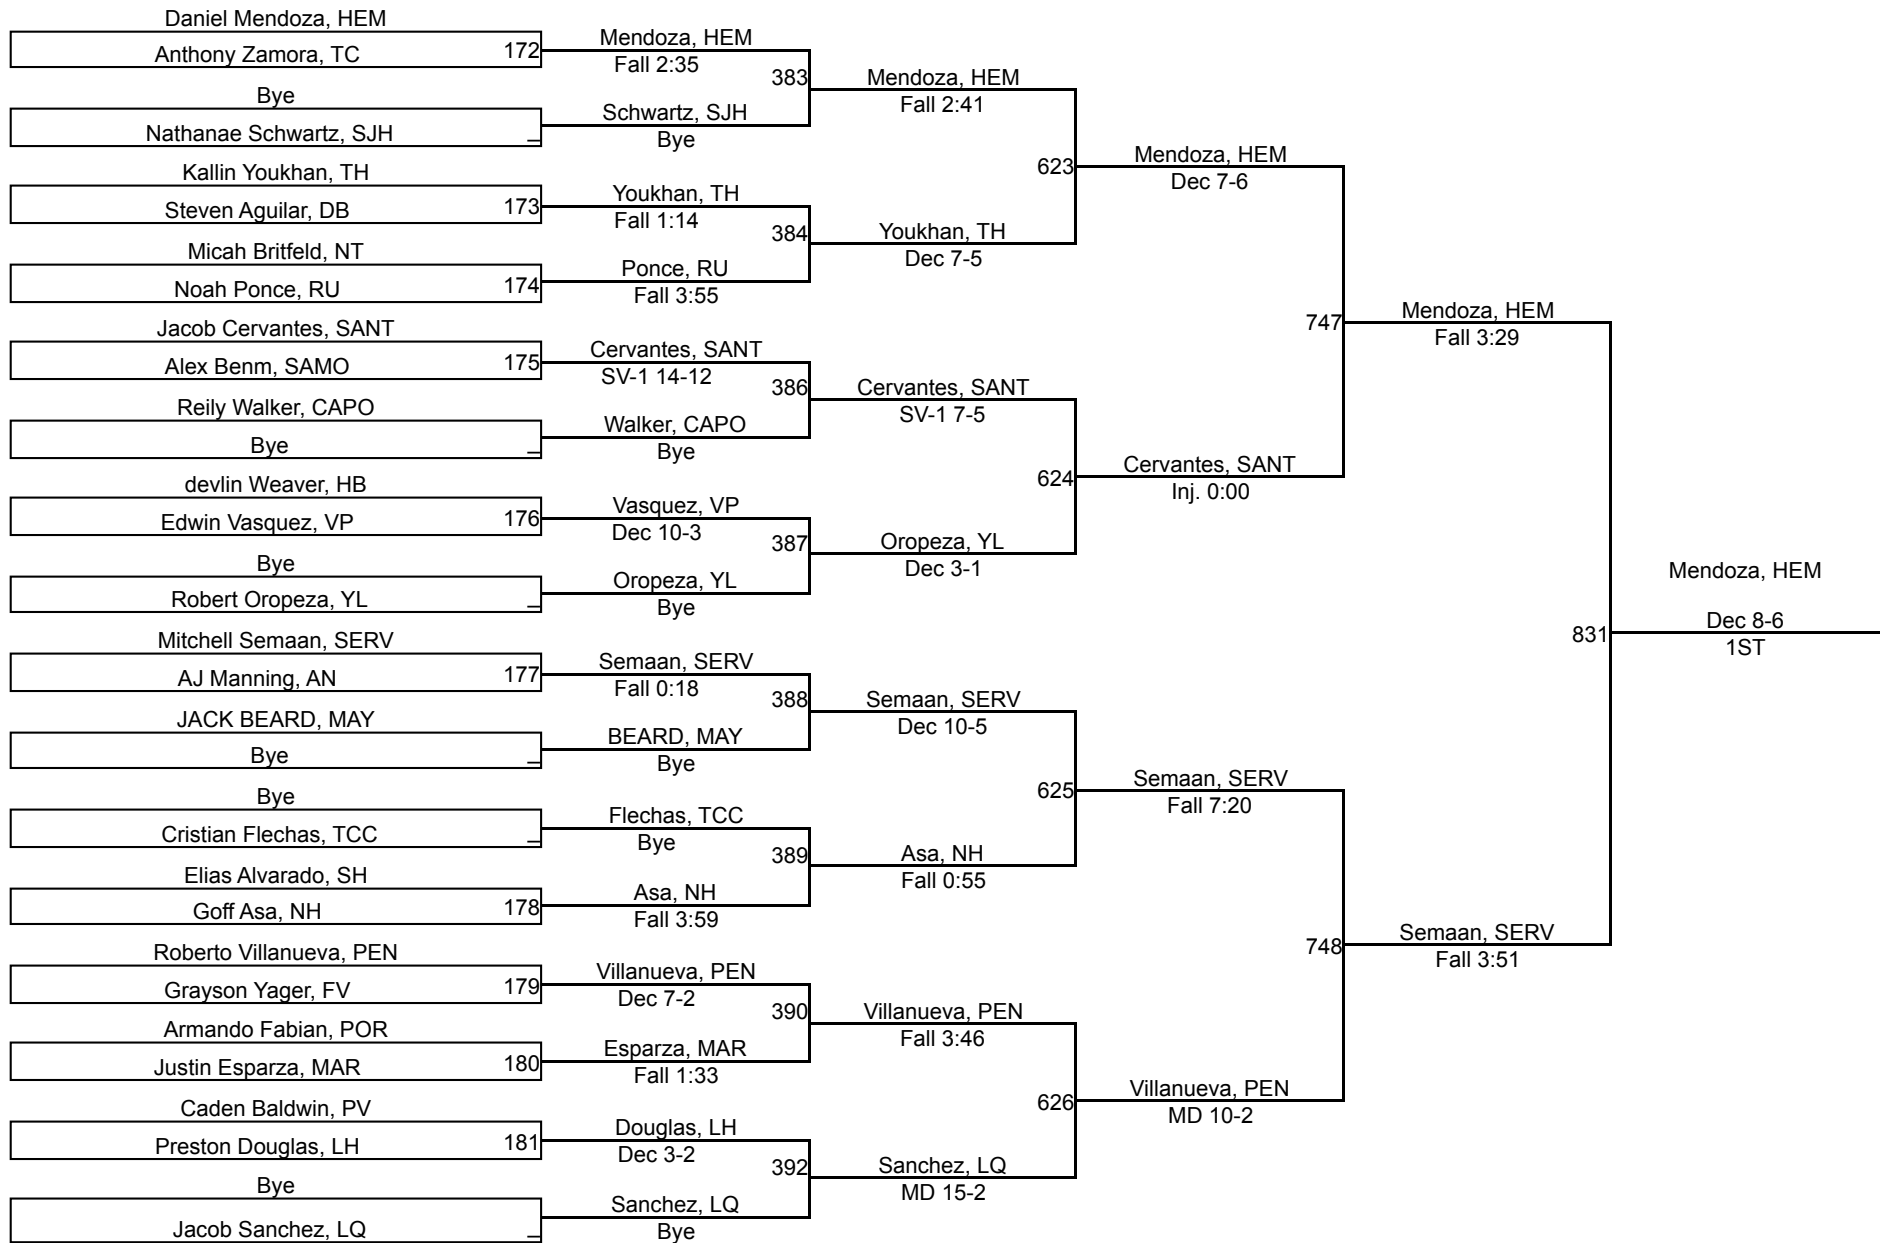 Daniel Mendoza, HEM
Anthony Zamora, TC
172
Bye
Nathanae Schwartz, SJH
_
Kallin Youkhan, TH
Steven Aguilar, DB
173
Micah Britfeld, NT
Noah Ponce, RU
174
Jacob Cervantes, SANT
Alex Benm, SAMO
175
Reily Walker, CAPO
Bye
_
devlin Weaver, HB
Edwin Vasquez, VP
176
Bye
Robert Oropeza, YL
_
Mitchell Semaan, SERV
AJ Manning, AN
177
JACK BEARD, MAY
Bye
_
Bye
Cristian Flechas, TCC
_
Elias Alvarado, SH
Goff Asa, NH
178
Roberto Villanueva, PEN
Grayson Yager, FV
179
Armando Fabian, POR
Justin Esparza, MAR
180
Caden Baldwin, PV
Preston Douglas, LH
181
Bye
Jacob Sanchez, LQ
_
Mendoza, HEM
Fall 2:35
383
Schwartz, SJH
Bye
Youkhan, TH
Fall 1:14
384
Ponce, RU
Fall 3:55
Cervantes, SANT
SV-1 14-12
386
Walker, CAPO
Bye
Vasquez, VP
Dec 10-3
387
Oropeza, YL
Bye
Semaan, SERV
Fall 0:18
388
BEARD, MAY
Bye
Flechas, TCC
Bye
389
Asa, NH
Fall 3:59
Villanueva, PEN
Dec 7-2
390
Esparza, MAR
Fall 1:33
Douglas, LH
Dec 3-2
392
Sanchez, LQ
Bye
Mendoza, HEM
Fall 2:41
623
Youkhan, TH
Dec 7-5
Cervantes, SANT
SV-1 7-5
624
Oropeza, YL
Dec 3-1
Semaan, SERV
Dec 10-5
625
Asa, NH
Fall 0:55
Villanueva, PEN
Fall 3:46
626
Sanchez, LQ
MD 15-2
Mendoza, HEM
Dec 7-6
747
Cervantes, SANT
Inj. 0:00
Semaan, SERV
Fall 7:20
748
Villanueva, PEN
MD 10-2
Mendoza, HEM
Fall 3:29
831
Semaan, SERV
Fall 3:51
Mendoza, HEM
Dec 8-6
1ST